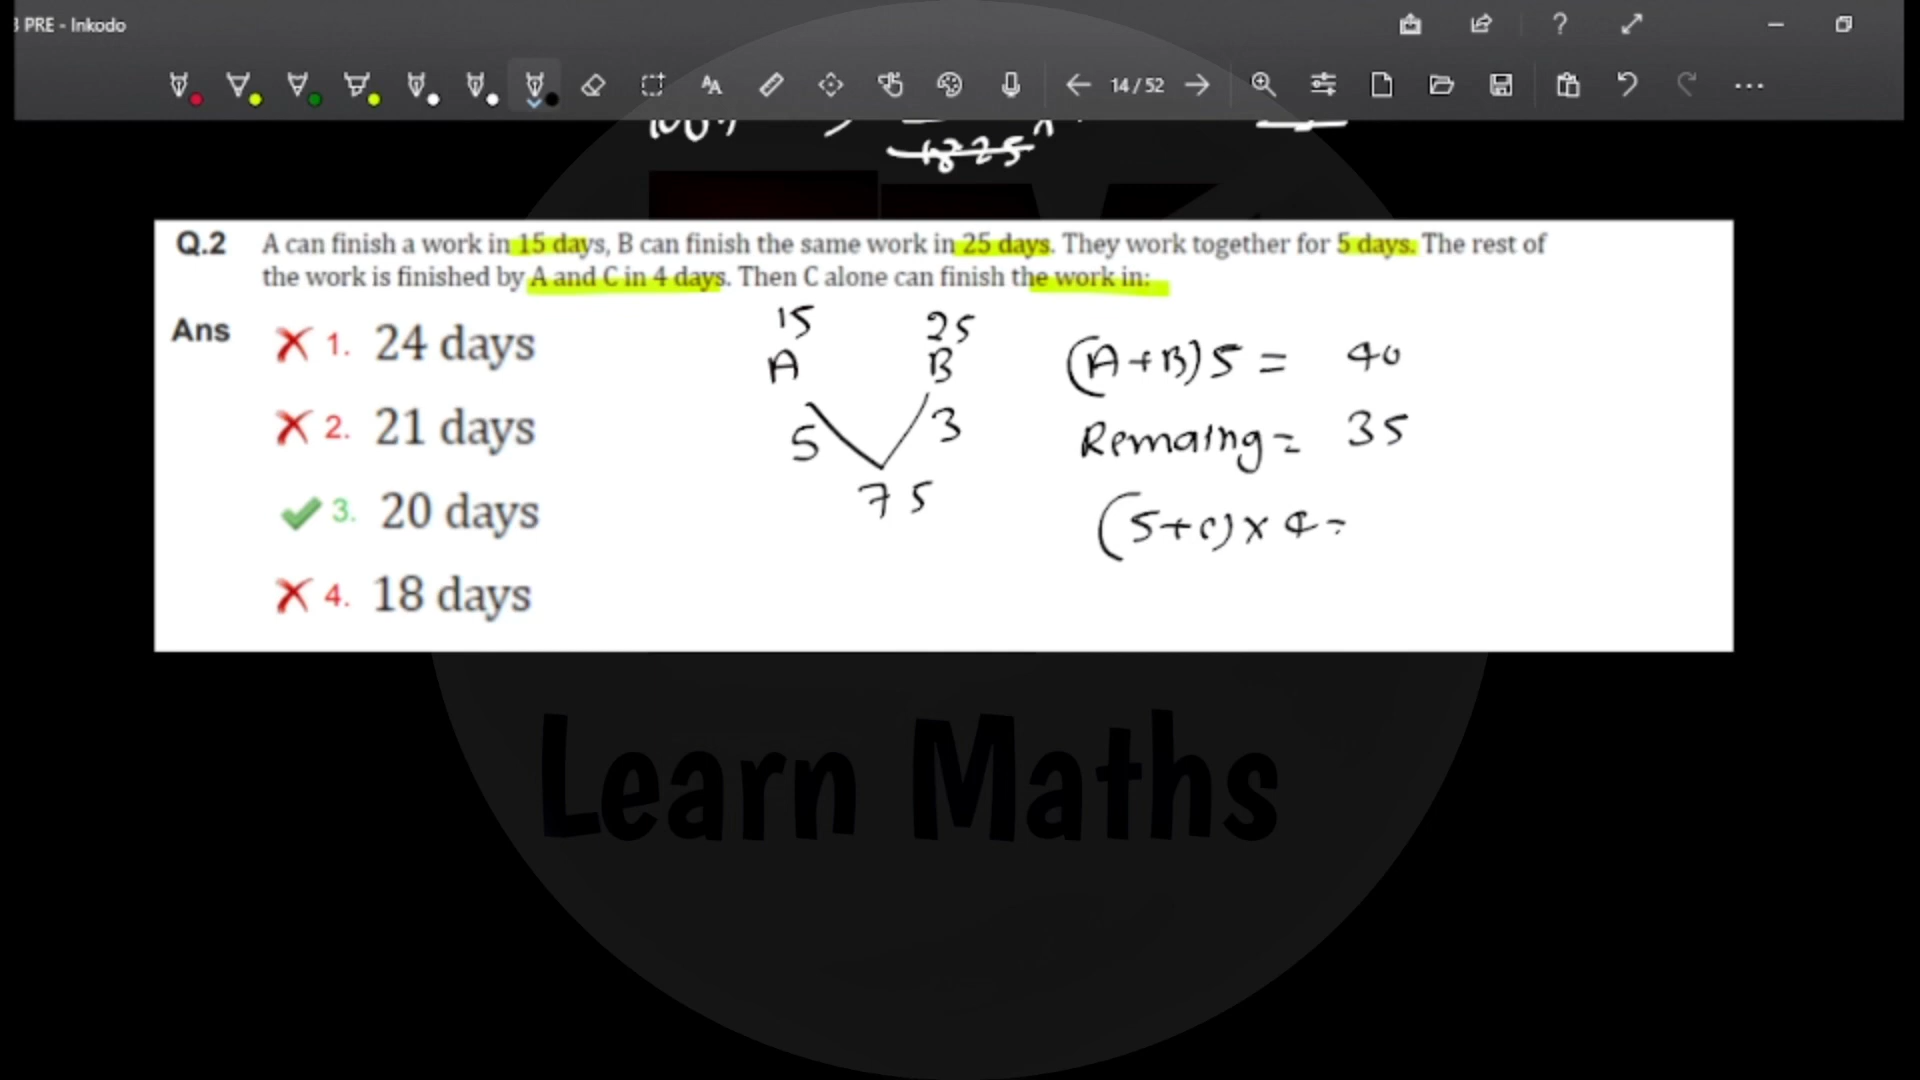 3 PRE - Inkodo
14 / 52
1825
Q.2 A can finish a work in 15 days, B can finish the same work in 25 days. They work together for 5 days. The rest of
the work is finished by A and C in 4 days. Then C alone can finish the work in:
Ans
1. 24 days
2. 21 days
3. 20 days
4. 18 days
15 25
A B
5 3
75
(A+B)5 = 40
Remaing = 35
(5+C)×4=
Learn Maths